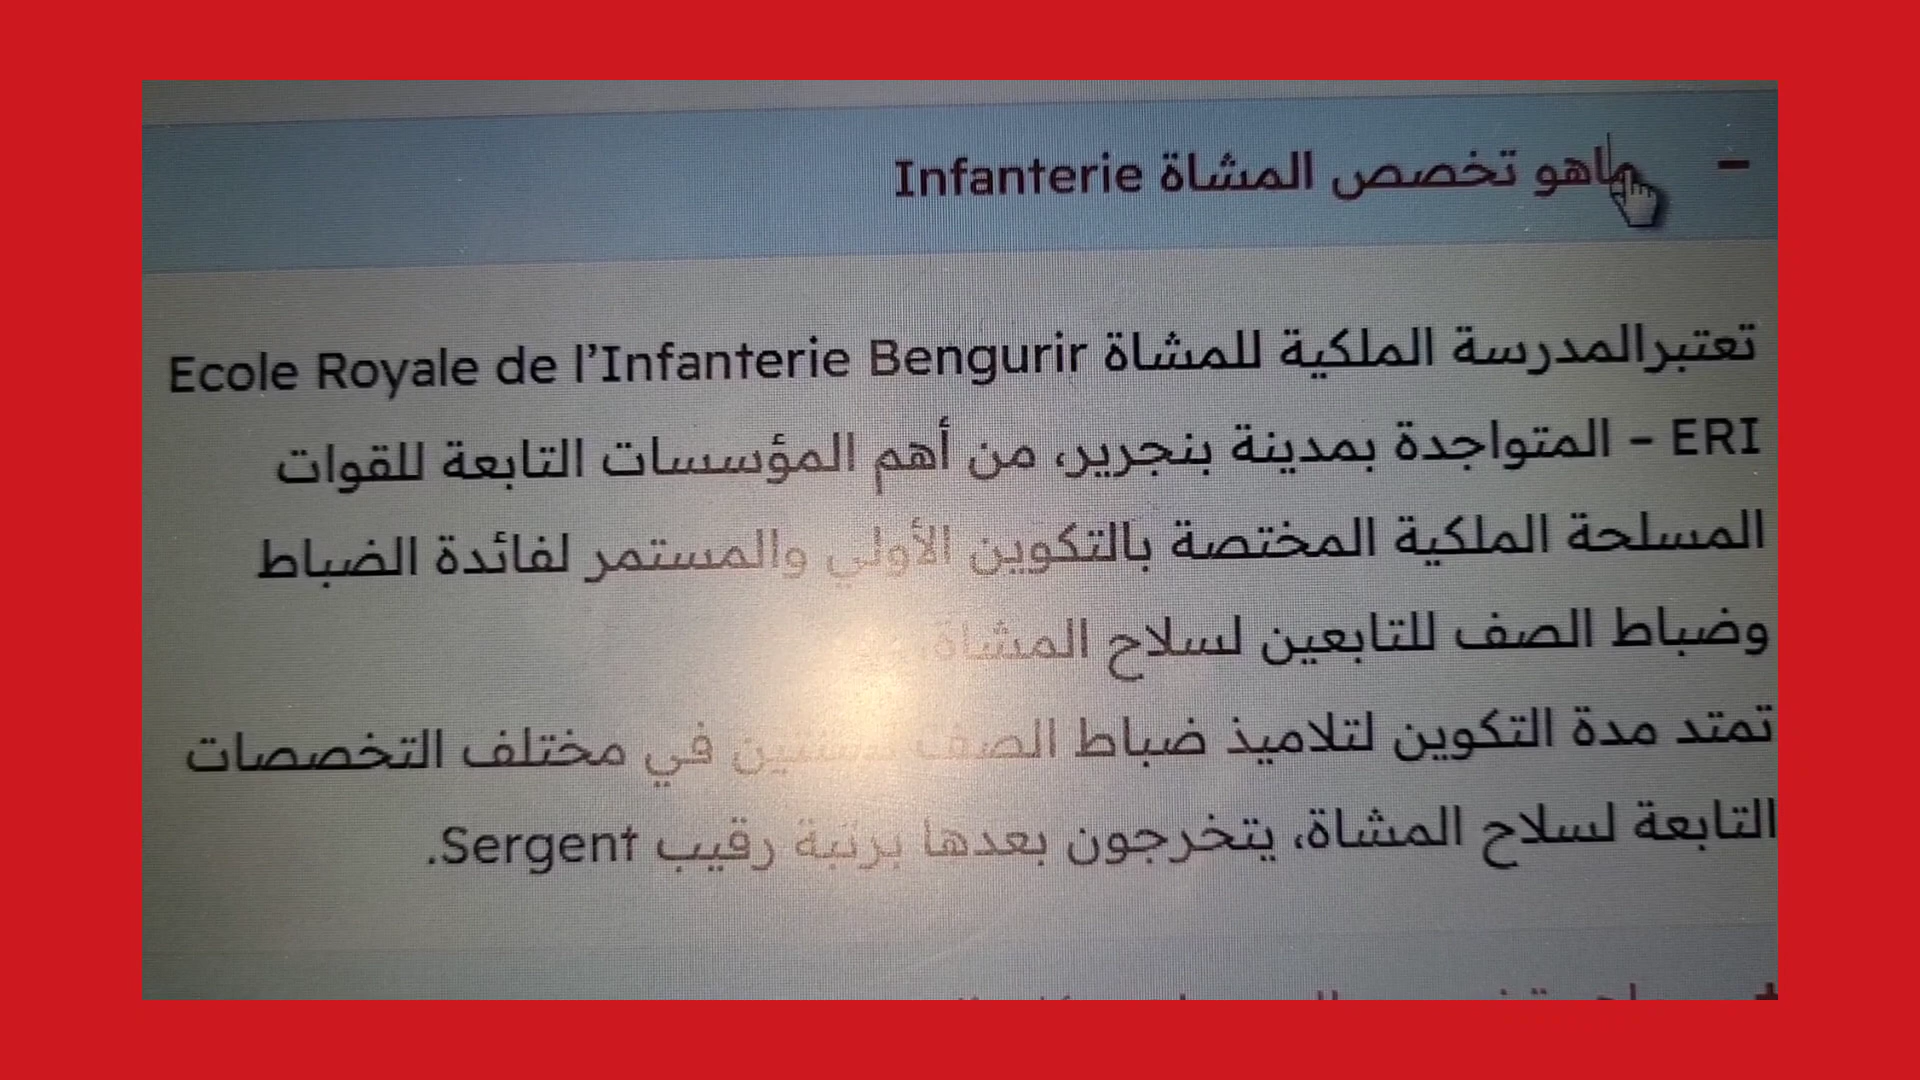 – ماهو تخصص المشاة Infanterie
تعتبرالمدرسة الملكية للمشاة Ecole Royale de l’Infanterie Bengurir
ERI – المتواجدة بمدينة بنجرير، من أهم المؤسسات التابعة للقوات
المسلحة الملكية المختصة بالتكوين الأولي والمستمر لفائدة الضباط
وضباط الصف للتابعين لسلاح المشاة
تمتد مدة التكوين لتلاميذ ضباط الصف لسنتين في مختلف التخصصات
التابعة لسلاح المشاة، يتخرجون بعدها برتبة رقيب Sergent.